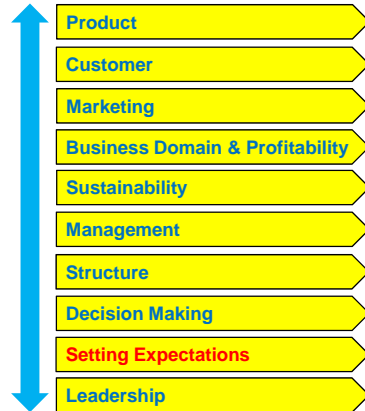 Product
Customer
Marketing
Business Domain & Profitability
Sustainability
Management
Structure
Decision Making
Setting Expectations
Leadership